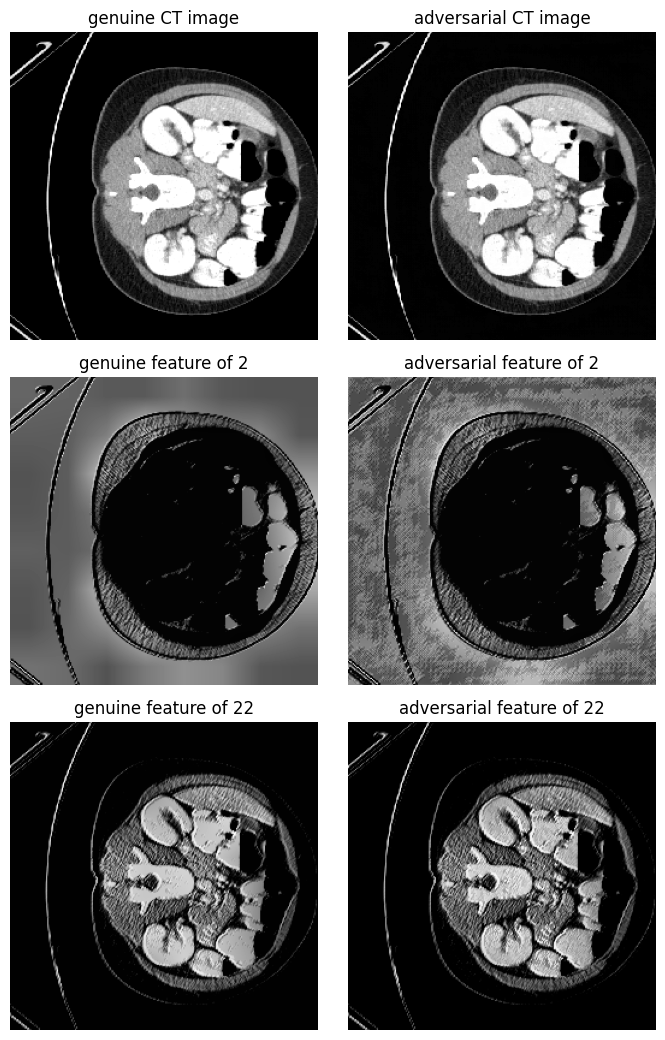 genuine CT image
adversarial CT image
genuine feature of 2
adversarial feature of 2
genuine feature of 22
adversarial feature of 22